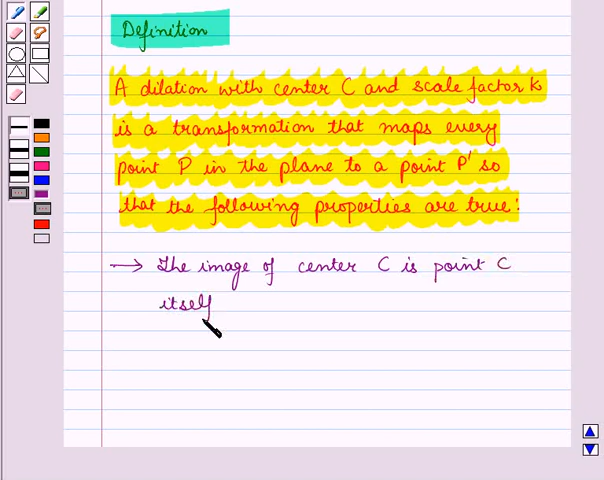 Definition
A dilation with center C and scale factor k
is a transformation that maps every
point P in the plane to a point P' so
that the following properties are true:
→ The image of center C is point C
itself